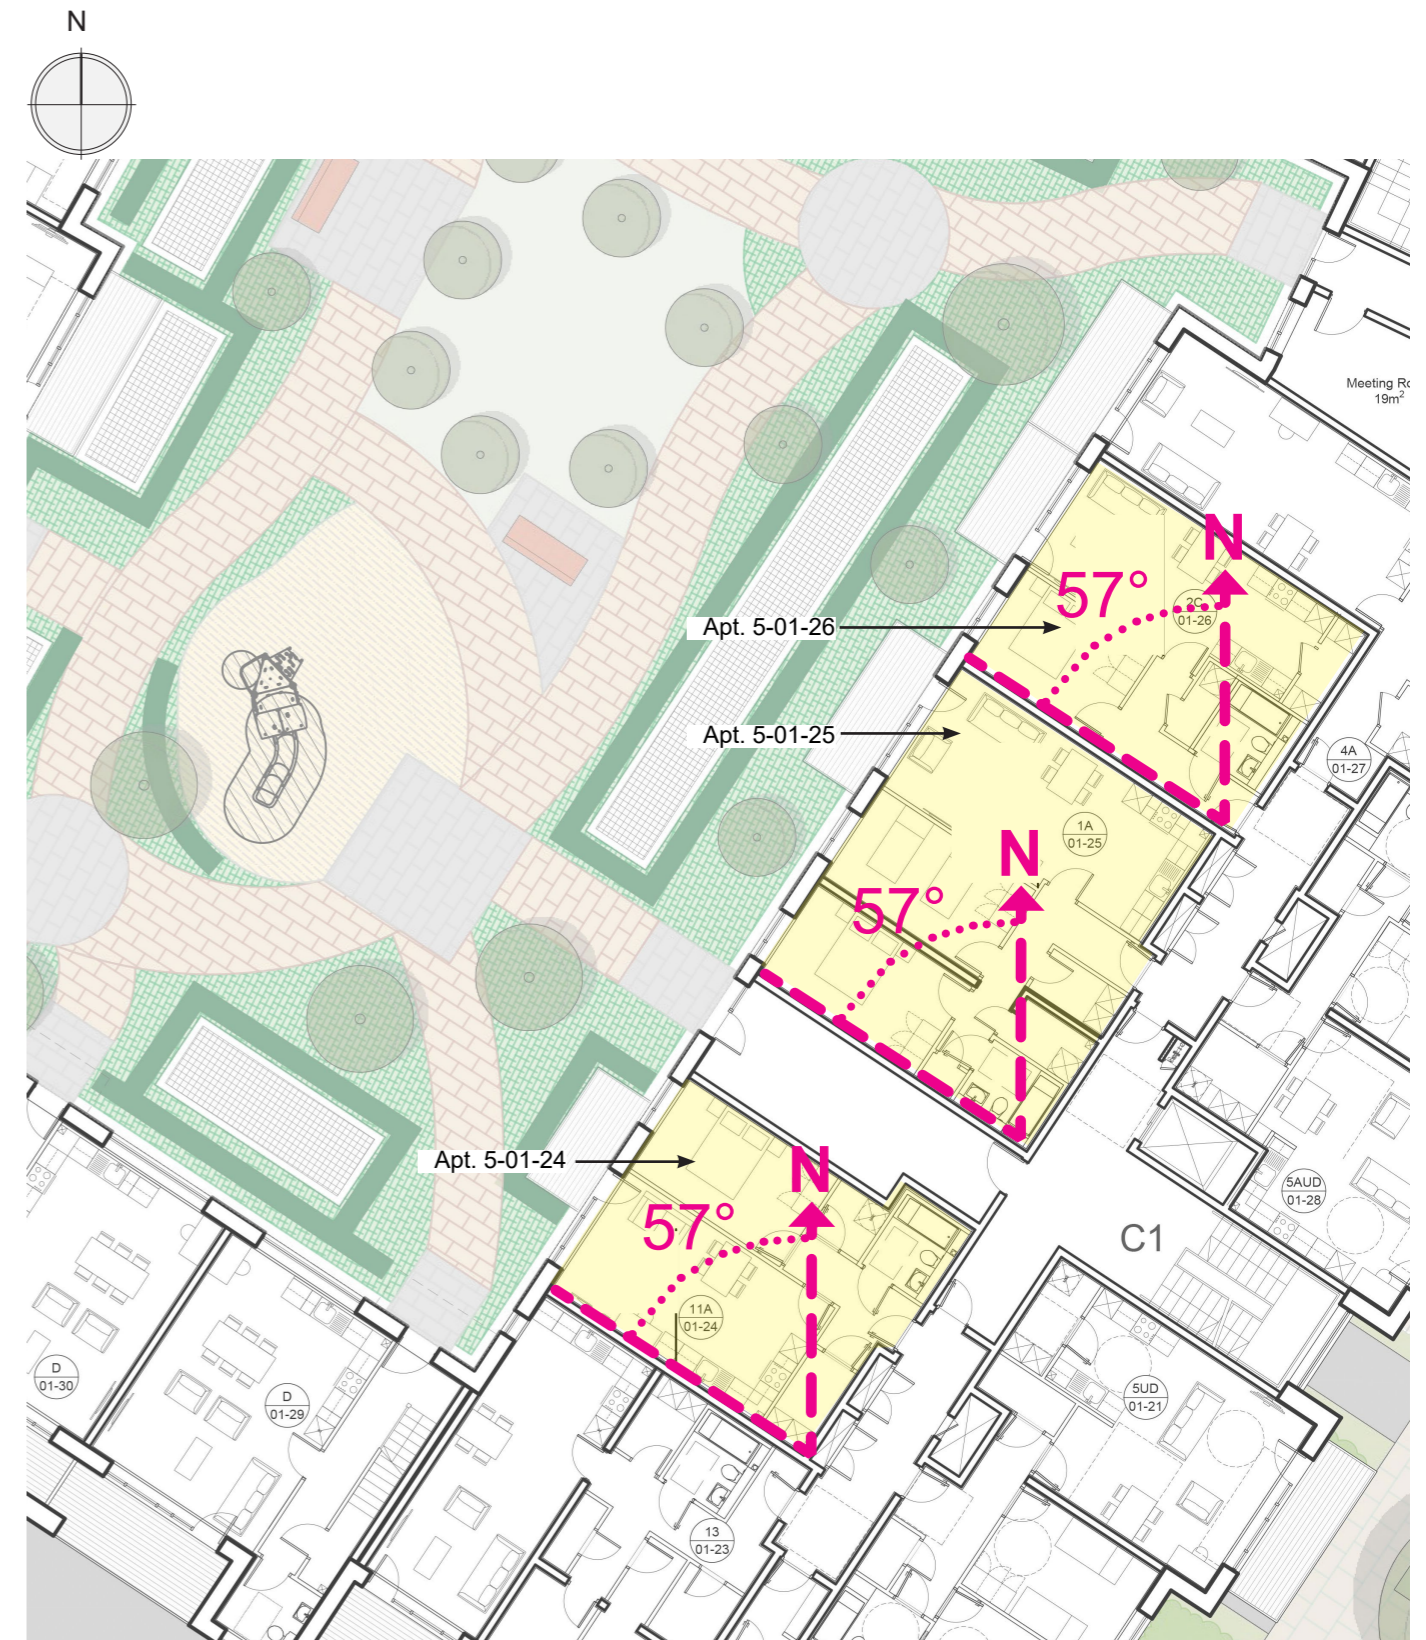 N
Meeting Ro
19m²
N
57°
2C
01-26
Apt. 5-01-26
Apt. 5-01-25
4A
01-27
1A
01-25
N
57°
Apt. 5-01-24
N
5AUD
01-28
57°
C1
11A
01-24
D
01-30
D
01-29
5UD
01-21
13
01-23